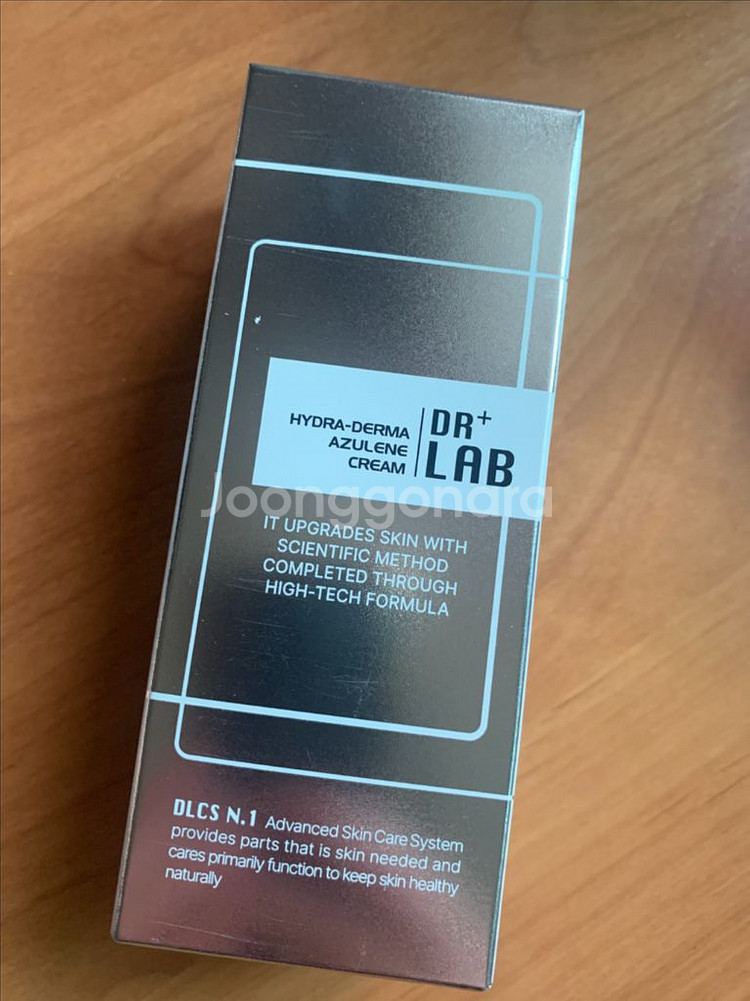 HYDRA-DERMA
AZULENE
CREAM
DR+
LAB
Joonggonara
IT UPGRADES SKIN WITH
SCIENTIFIC METHOD
COMPLETED THROUGH
HIGH-TECH FORMULA
DLCS N.1 Advanced Skin Care System
provides parts that is skin needed and
cares primarily function to keep skin healthy
naturally